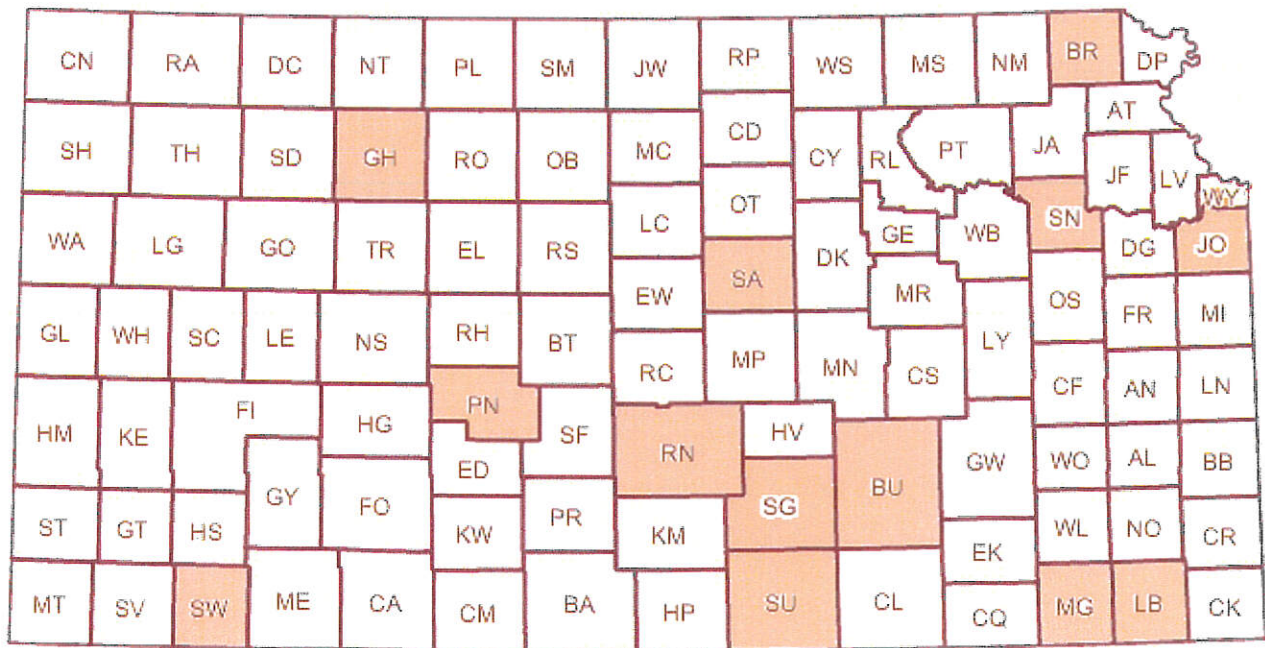 CN RA DC NT PL SM JW RP WS MS NM BR DP
SH TH SD GH RO OB MC CD CY RL PT JA AT
JF LV WY
WA LG GO TR EL RS LC OT DK GE WB SN DG JO
EW SA MR OS FR MI
GL WH SC LE NS RH BT RC MP MN CS LY CF AN LN
HM KE FI HG PN SF RN HV BU GW WO AL BB
GY FO ED SG
ST GT HS KW PR KM EK WL NO CR
MT SV SW ME CA CM BA HP SU CL CQ MG LB CK